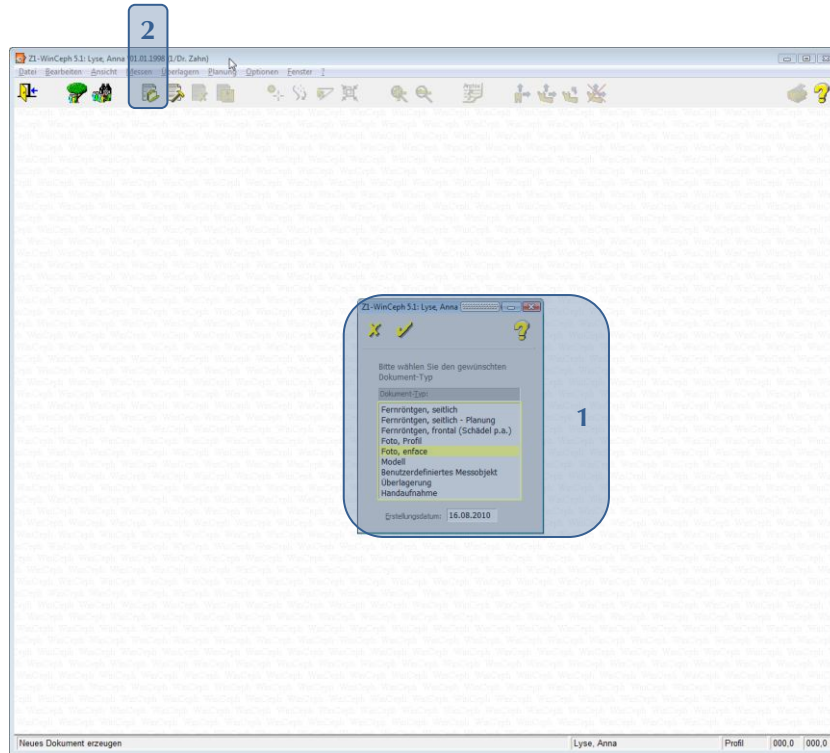 2
Z1-WinCeph 5.1: Lyse, Anna (01.01.1998 (1/Dr. Zahn)
Datei Bearbeiten Ansicht Messen Überlagern Planung Optionen Fenster ?
Z1-WinCeph 5.1: Lyse, Anna
Bitte wählen Sie den gewünschten
Dokument-Typ
Dokument-Typ:
Fernröntgen, seitlich
Fernröntgen, seitlich - Planung
Fernröntgen, frontal (Schädel p.a.)
Foto, Profil
Foto, enface
Modell
Benutzerdefiniertes Messobjekt
Überlagerung
Handaufnahme
1
Erstellungsdatum: 16.08.2010
Neues Dokument erzeugen Lyse, Anna Profil 000,0 000,0